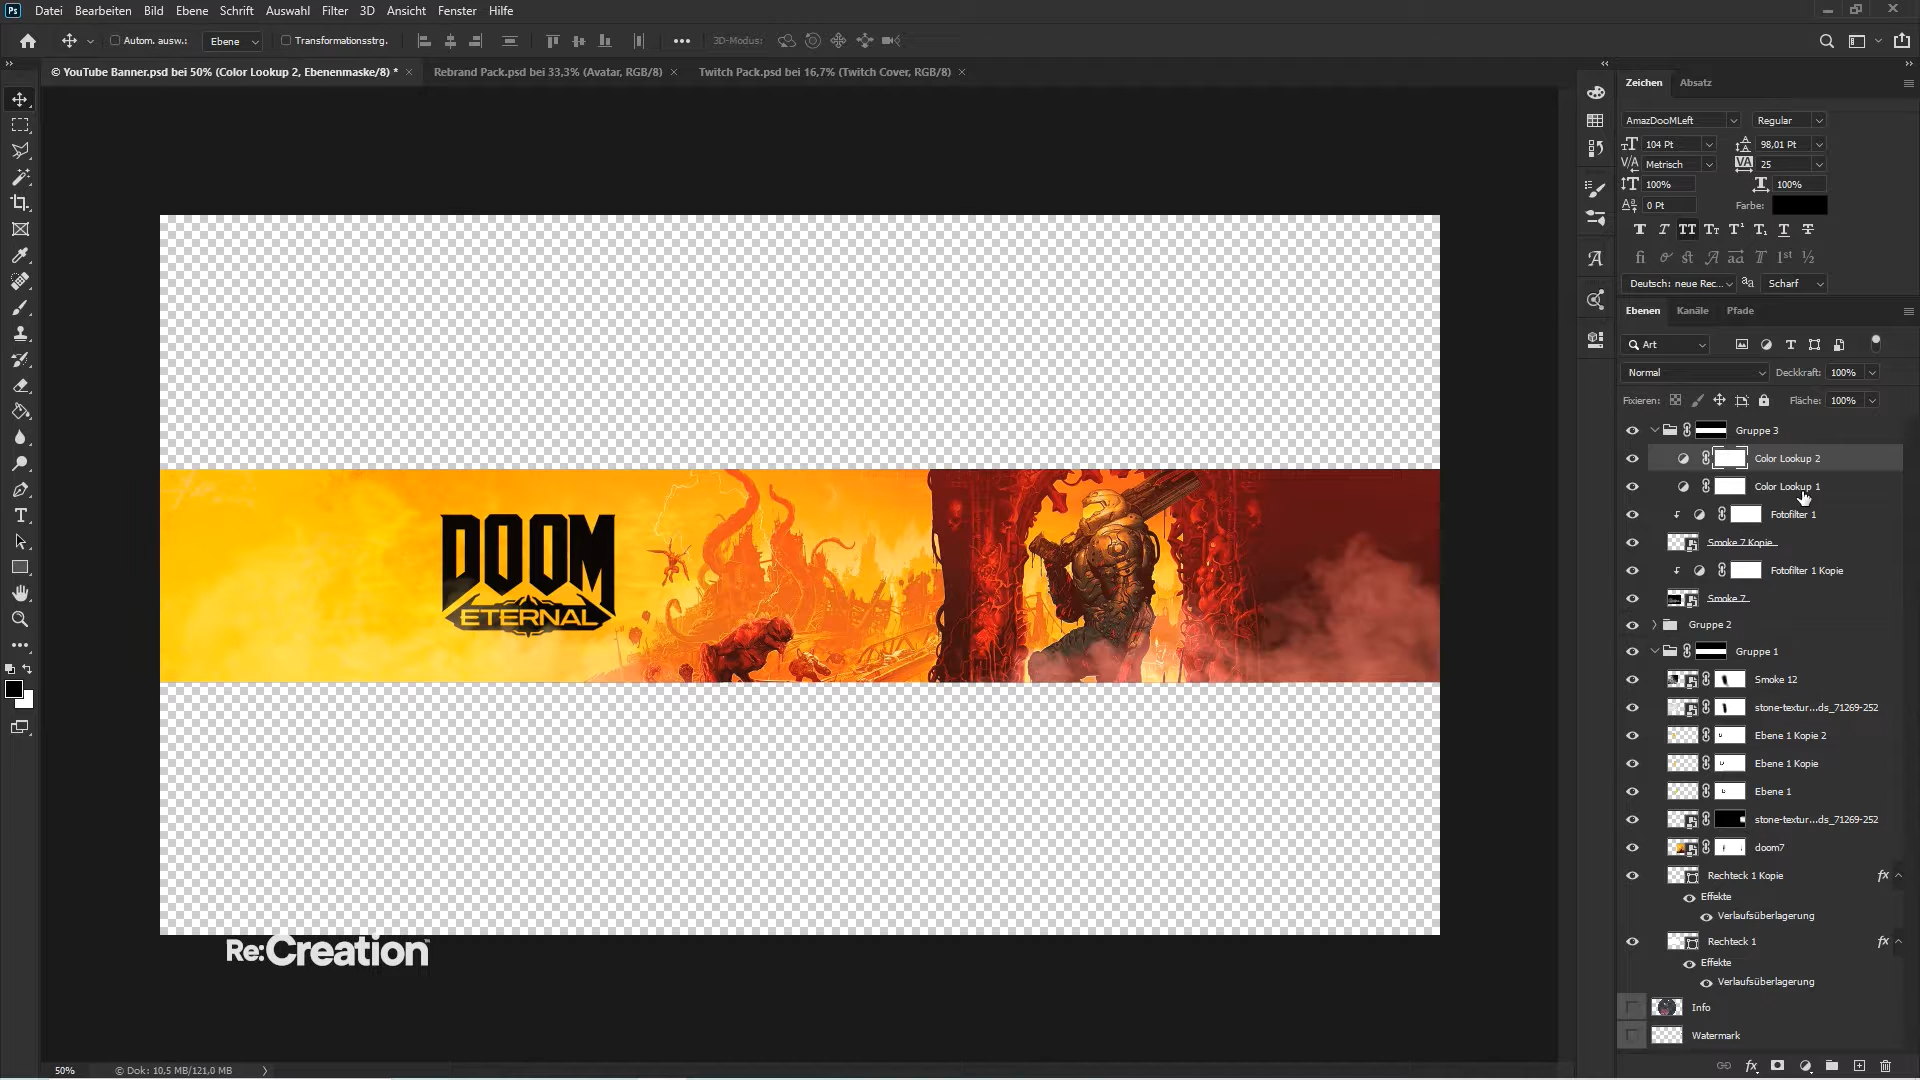 Ps Datei Bearbeiten Bild Ebene Schrift Auswahl Filter 3D Ansicht Fenster Hilfe
Autom. ausw.: Ebene Transformationsstrg. 3D-Modus:
© YouTube Banner.psd bei 50% (Color Lookup 2, Ebenenmaske/8) * Rebrand Pack.psd bei 33,3% (Avatar, RGB/8) Twitch Pack.psd bei 16,7% (Twitch Cover, RGB/8)
Zeichen Absatz
AmazDooMLeft Regular
104 Pt 98,01 Pt
Metrisch 25
100% 100%
0 Pt Farbe:
Deutsch: neue Rec... aa Scharf
Ebenen Kanäle Pfade
Art
Normal Deckkraft: 100%
Fixieren: Fläche: 100%
Gruppe 3
Color Lookup 2
Color Lookup 1
Fotofilter 1
Smoke 7 Kopie
Fotofilter 1 Kopie
Smoke 7
Gruppe 2
Gruppe 1
Smoke 12
stone-textur...ds_71269-252
Ebene 1 Kopie 2
Ebene 1 Kopie
Ebene 1
stone-textur...ds_71269-252
doom7
Rechteck 1 Kopie fx
Effekte
Verlaufsüberlagerung
Rechteck 1 fx
Effekte
Verlaufsüberlagerung
Info
Watermark
DOOM
ETERNAL
Re:Creation
50% © Dok: 10,5 MB/121,0 MB